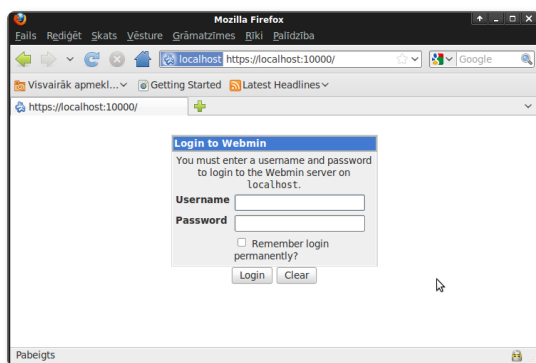 Mozilla Firefox
Fails Rediģēt Skats Vēsture Grāmatzīmes Rīki Palīdzība
localhost https://localhost:10000/ Google
Visvairāk apmekl... Getting Started Latest Headlines
https://localhost:10000/
Login to Webmin
You must enter a username and password
to login to the Webmin server on
localhost.
Username
Password
Remember login
permanently?
Login Clear
Pabeigts